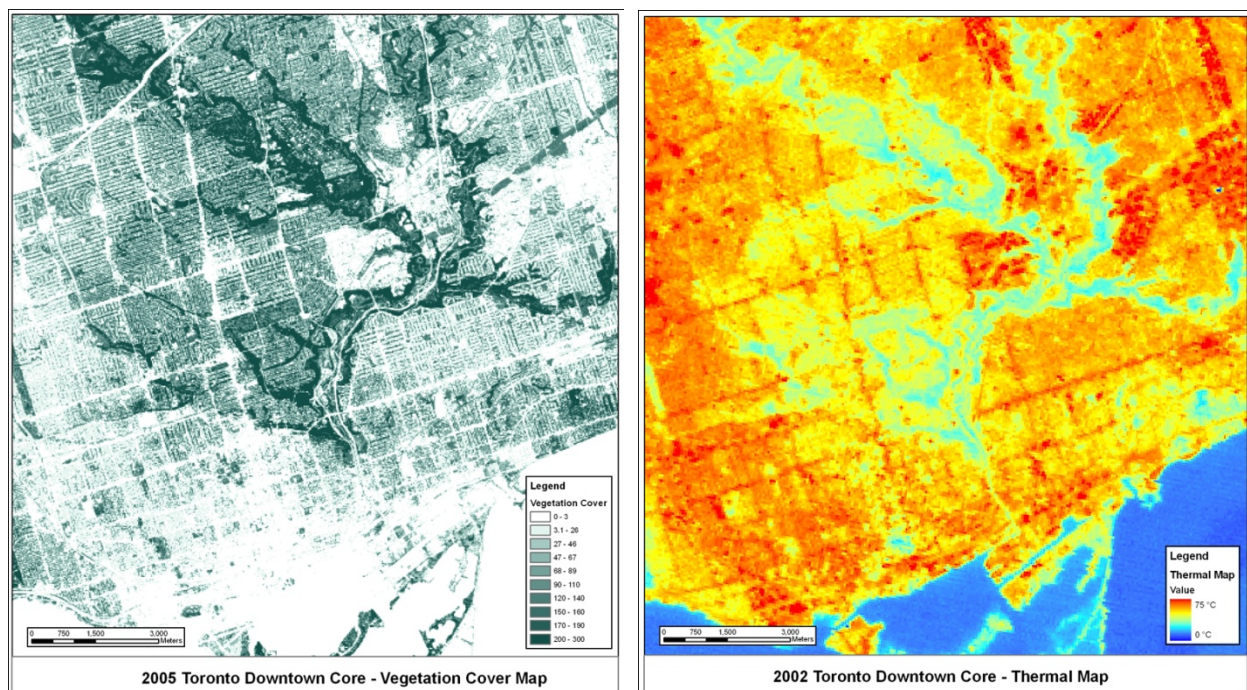 Legend
Vegetation Cover
0 - 3
3.1 - 26
27 - 46
47 - 67
68 - 89
90 - 110
120 - 140
150 - 160
170 - 190
200 - 300
0 750 1,500 3,000
Meters
2005 Toronto Downtown Core - Vegetation Cover Map
Legend
Thermal Map
Value
75 °C
0 °C
0 750 1,500 3,000
Meters
2002 Toronto Downtown Core - Thermal Map